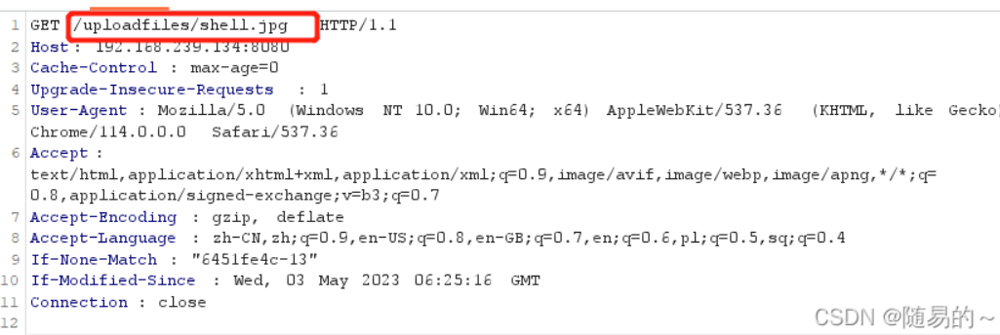 1 GET /uploadfiles/shell.jpg HTTP/1.1
2 Host: 192.168.239.134:8080
3 Cache-Control : max-age=0
4 Upgrade-Insecure-Requests : 1
5 User-Agent : Mozilla/5.0 (Windows NT 10.0; Win64; x64) AppleWebKit/537.36 (KHTML, like Gecko)
Chrome/114.0.0.0 Safari/537.36
6 Accept :
text/html,application/xhtml+xml,application/xml;q=0.9,image/avif,image/webp,image/apng,*/*;q=
0.8,application/signed-exchange;v=b3;q=0.7
7 Accept-Encoding : gzip, deflate
8 Accept-Language : zh-CN,zh;q=0.9,en-US;q=0.8,en-GB;q=0.7,en;q=0.6,pl;q=0.5,sq;q=0.4
9 If-None-Match : "6451fe4c-13"
10 If-Modified-Since : Wed, 03 May 2023 06:25:16 GMT
11 Connection : close
12
CSDN @随易的～